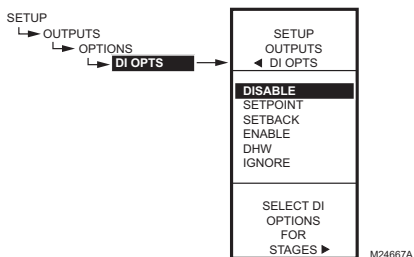 SETUP
OUTPUTS
OPTIONS
DI OPTS
SETUP
OUTPUTS
◀ DI OPTS
DISABLE
SETPOINT
SETBACK
ENABLE
DHW
IGNORE
SELECT DI
OPTIONS
FOR
STAGES ▶
M24667A